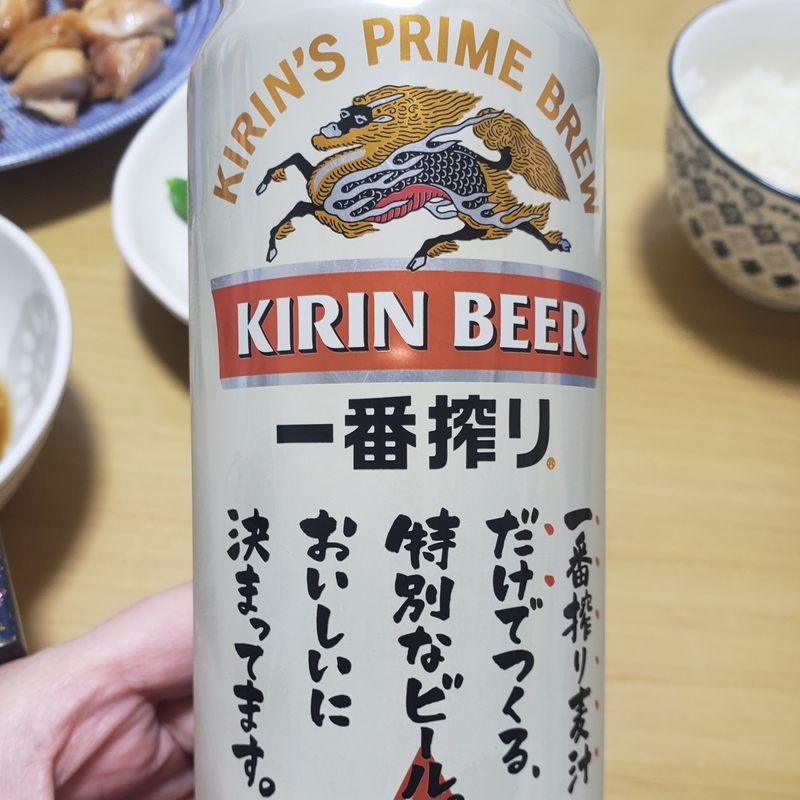 KIRIN'S PRIME BREW
KIRIN BEER
一番搾り®
一番搾り麦汁
だけでつくる、
特別なビール。
おいしいに
決まってます。